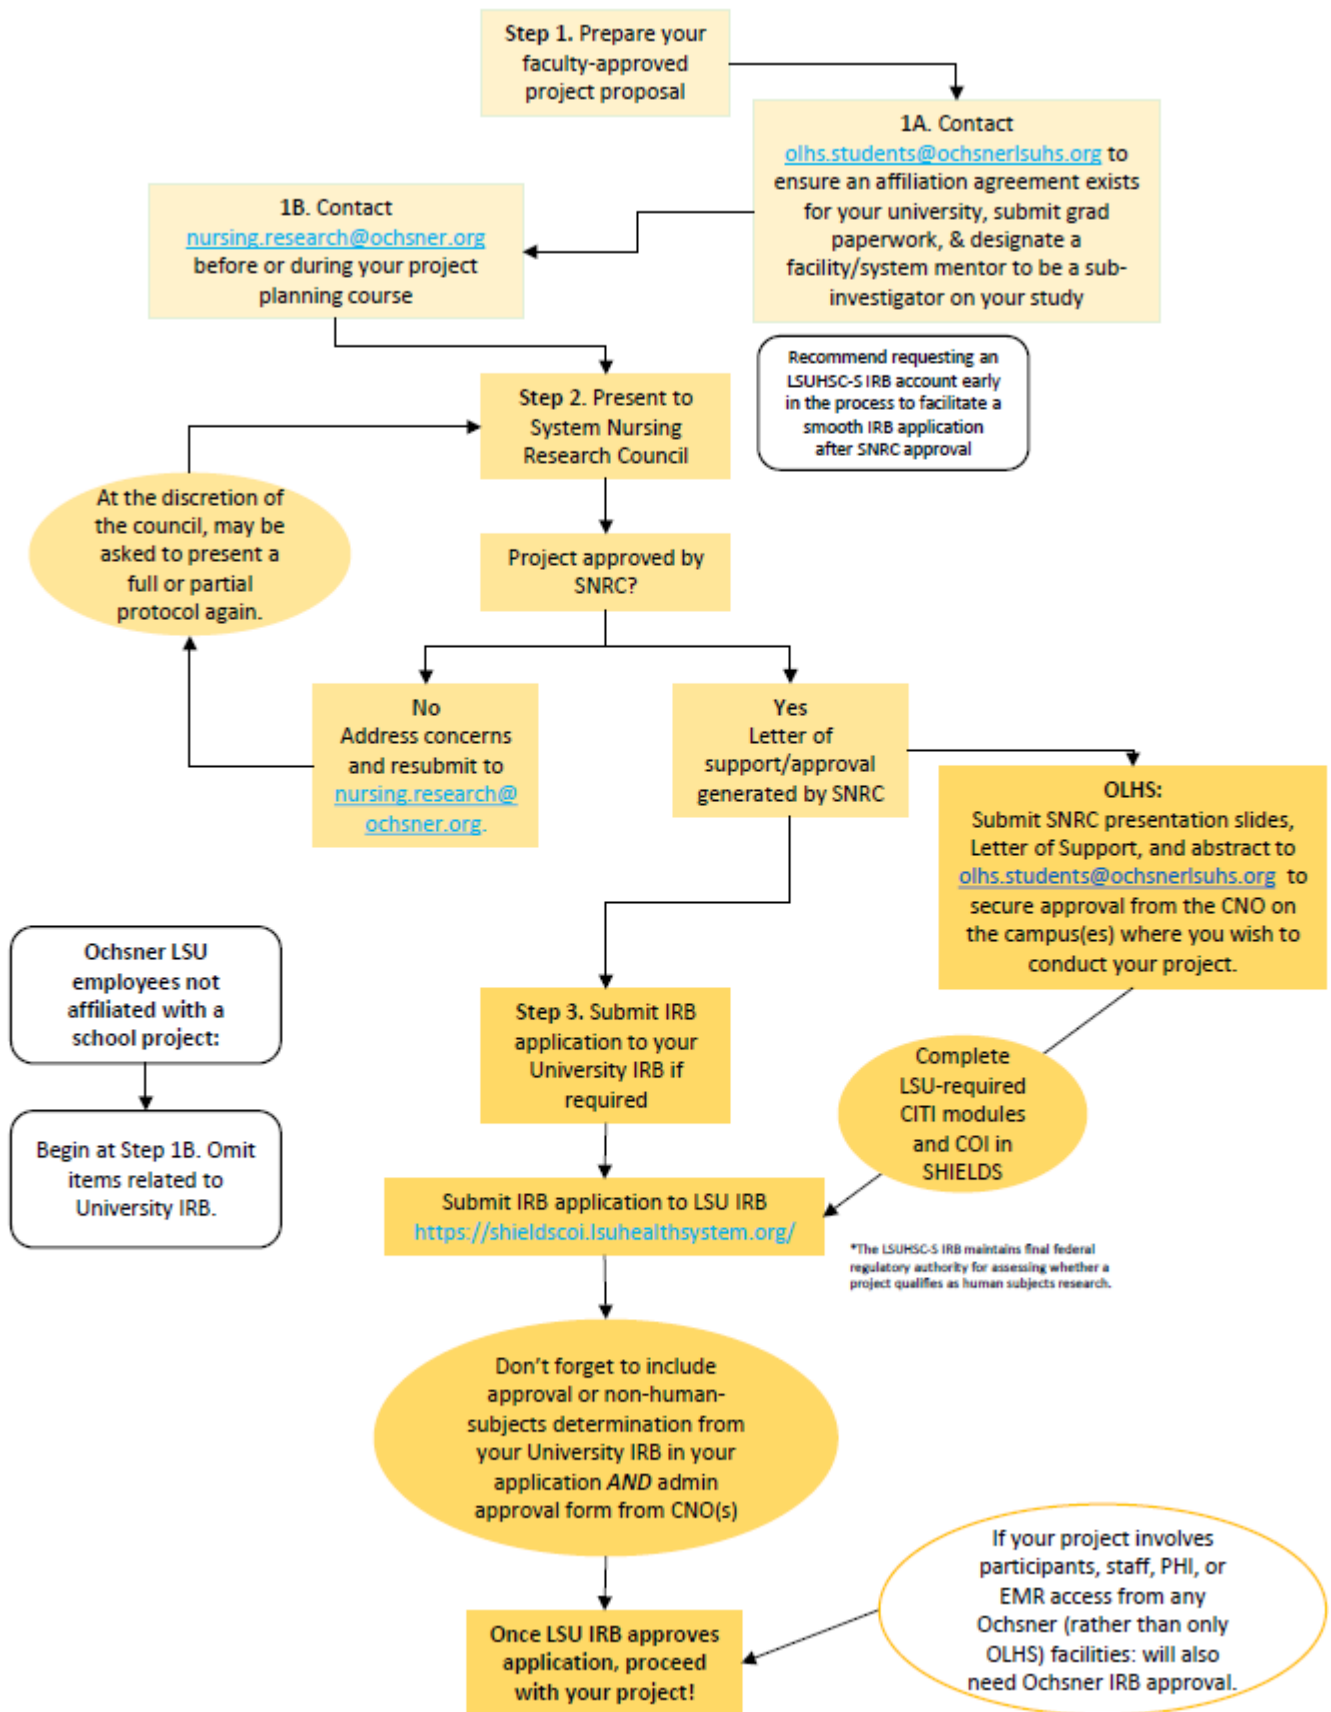 Step 1. Prepare your
faculty-approved
project proposal
1A. Contact
olhs.students@ochsnerlsuhs.org to
ensure an affiliation agreement exists
for your university, submit grad
paperwork, & designate a
facility/system mentor to be a sub-
investigator on your study
1B. Contact
nursing.research@ochsner.org
before or during your project
planning course
Recommend requesting an
LSUHSC-S IRB account early
in the process to facilitate a
smooth IRB application
after SNRC approval
Step 2. Present to
System Nursing
Research Council
At the discretion of
the council, may be
asked to present a
full or partial
protocol again.
Project approved by
SNRC?
No
Address concerns
and resubmit to
nursing.research@
ochsner.org.
Yes
Letter of
support/approval
generated by SNRC
OLHS:
Submit SNRC presentation slides,
Letter of Support, and abstract to
olhs.students@ochsnerlsuhs.org to
secure approval from the CNO on
the campus(es) where you wish to
conduct your project.
Ochsner LSU
employees not
affiliated with a
school project:
Begin at Step 1B. Omit
items related to
University IRB.
Step 3. Submit IRB
application to your
University IRB if
required
Complete
LSU-required
CITI modules
and COI in
SHIELDS
Submit IRB application to LSU IRB
https://shieldscoi.lsuhealthsystem.org/
*The LSUHSC-S IRB maintains final federal
regulatory authority for assessing whether a
project qualifies as human subjects research.
Don't forget to include
approval or non-human-
subjects determination from
your University IRB in your
application AND admin
approval form from CNO(s)
If your project involves
participants, staff, PHI, or
EMR access from any
Ochsner (rather than only
OLHS) facilities: will also
need Ochsner IRB approval.
Once LSU IRB approves
application, proceed
with your project!